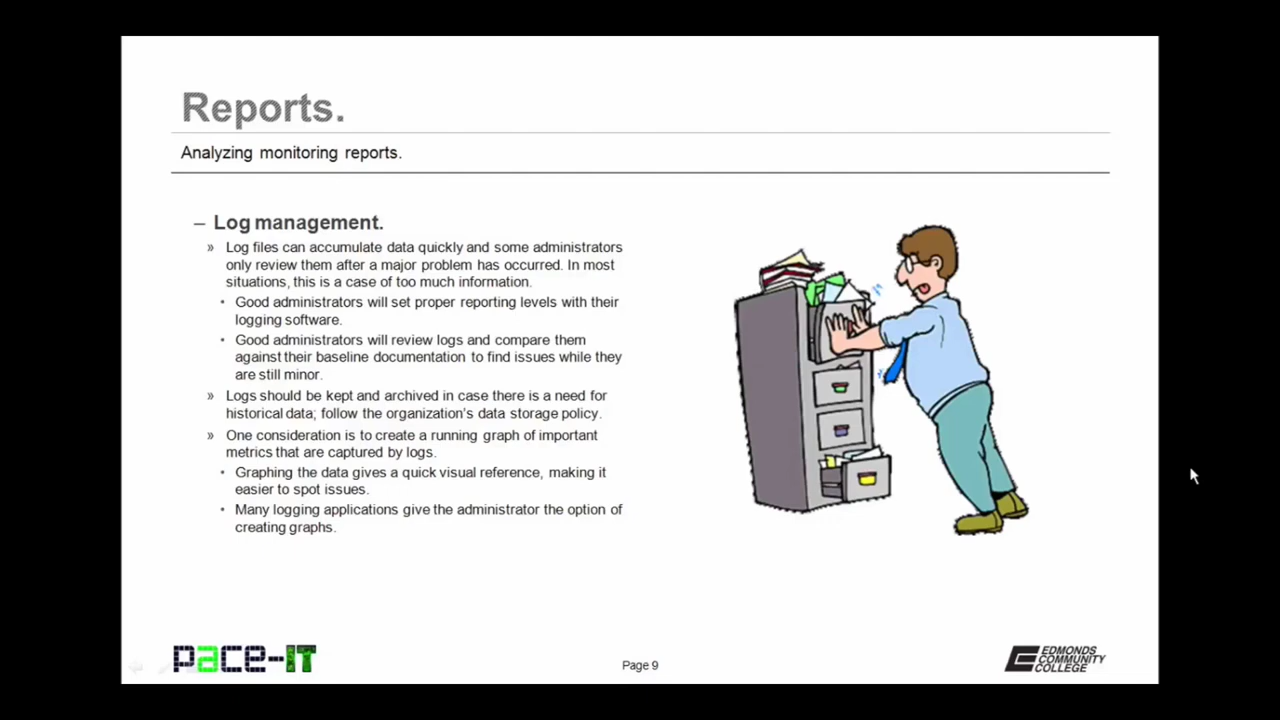 Reports.
Analyzing monitoring reports.
– Log management.
» Log files can accumulate data quickly and some administrators
only review them after a major problem has occurred. In most
situations, this is a case of too much information.
• Good administrators will set proper reporting levels with their
logging software.
• Good administrators will review logs and compare them
against their baseline documentation to find issues while they
are still minor.
» Logs should be kept and archived in case there is a need for
historical data; follow the organization's data storage policy.
» One consideration is to create a running graph of important
metrics that are captured by logs.
• Graphing the data gives a quick visual reference, making it
easier to spot issues.
• Many logging applications give the administrator the option of
creating graphs.
pace-IT
Page 9
EDMONDS
COMMUNITY
COLLEGE